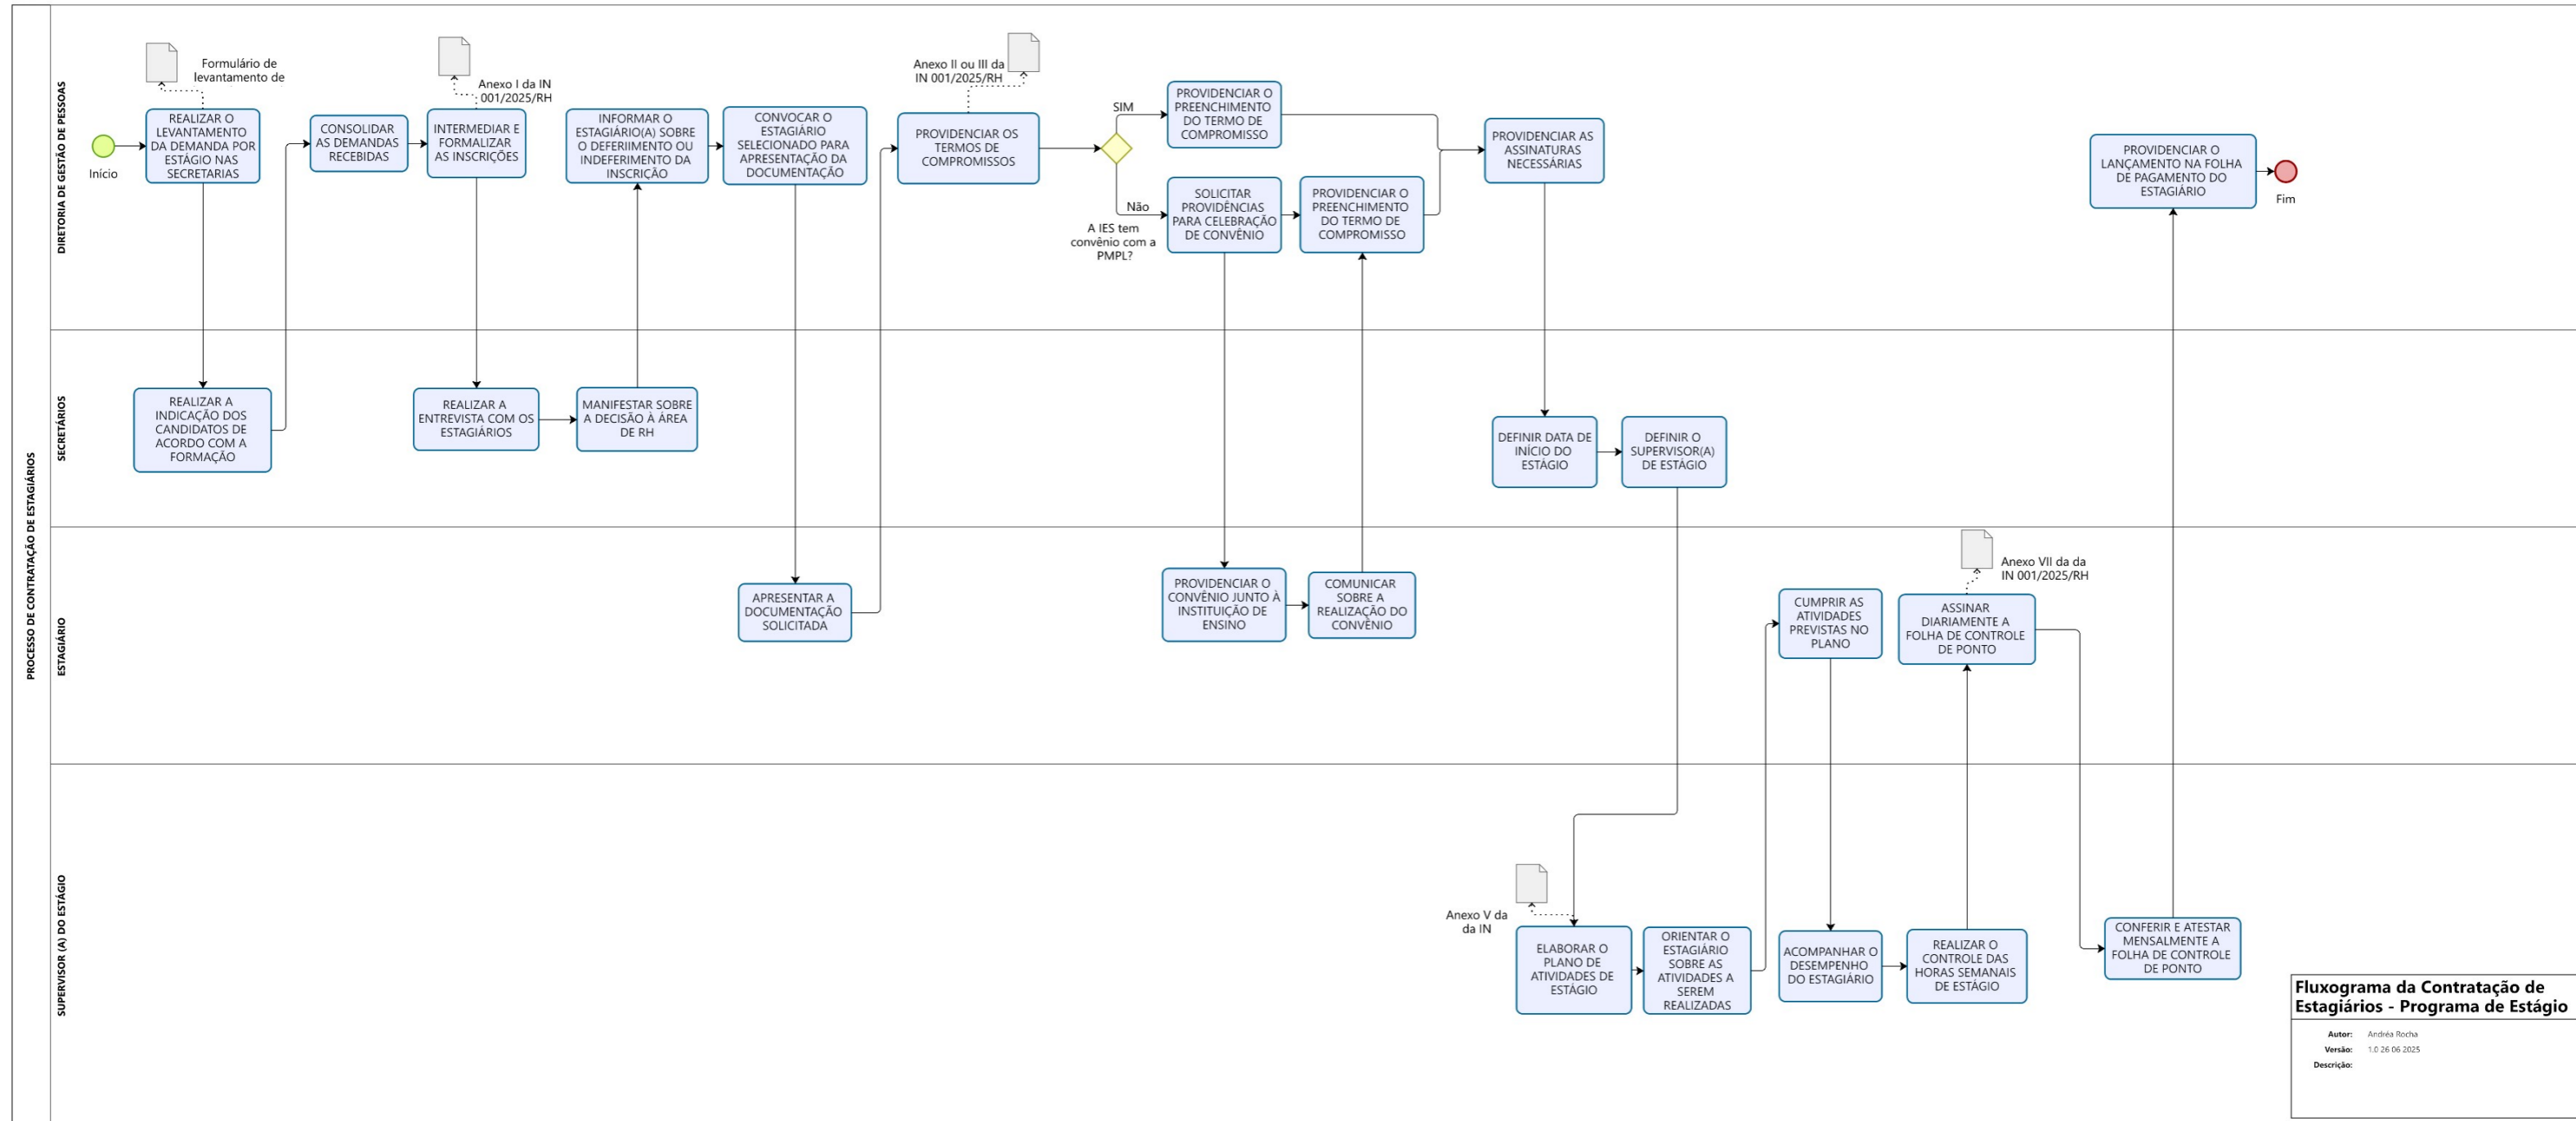 PROCESSO DE CONTRATAÇÃO DE ESTAGIÁRIOS
DIRETORIA DE GESTÃO DE PESSOAS
Formulário de
levantamento de
Início
REALIZAR O
LEVANTAMENTO
DA DEMANDA POR
ESTÁGIO NAS
SECRETARIAS
CONSOLIDAR
AS DEMANDAS
RECEBIDAS
Anexo I da IN
001/2025/RH
INTERMEDIAR E
FORMALIZAR
AS INSCRIÇÕES
INFORMAR O
ESTAGIÁRIO(A) SOBRE
O DEFERIIMENTO OU
INDEFERIMENTO DA
INSCRIÇÃO
CONVOCAR O
ESTAGIÁRIO
SELECIONADO PARA
APRESENTAÇÃO DA
DOCUMENTAÇÃO
Anexo II ou III da
IN 001/2025/RH
PROVIDENCIAR OS
TERMOS DE
COMPROMISSOS
SIM
Não
A IES tem
convênio com a
PMPL?
PROVIDENCIAR O
PREENCHIMENTO
DO TERMO DE
COMPROMISSO
SOLICITAR
PROVIDÊNCIAS
PARA CELEBRAÇÃO
DE CONVÊNIO
PROVIDENCIAR O
PREENCHIMENTO
DO TERMO DE
COMPROMISSO
PROVIDENCIAR AS
ASSINATURAS
NECESSÁRIAS
PROVIDENCIAR O
LANÇAMENTO NA FOLHA
DE PAGAMENTO DO
ESTAGIÁRIO
Fim
SECRETÁRIOS
REALIZAR A
INDICAÇÃO DOS
CANDIDATOS DE
ACORDO COM A
FORMAÇÃO
REALIZAR A
ENTREVISTA COM OS
ESTAGIÁRIOS
MANIFESTAR SOBRE
A DECISÃO À ÁREA
DE RH
DEFINIR DATA DE
INÍCIO DO
ESTÁGIO
DEFINIR O
SUPERVISOR(A)
DE ESTÁGIO
ESTAGIÁRIO
APRESENTAR A
DOCUMENTAÇÃO
SOLICITADA
PROVIDENCIAR O
CONVÊNIO JUNTO À
INSTITUIÇÃO DE
ENSINO
COMUNICAR
SOBRE A
REALIZAÇÃO DO
CONVÊNIO
CUMPRIR AS
ATIVIDADES
PREVISTAS NO
PLANO
Anexo VII da da
IN 001/2025/RH
ASSINAR
DIARIAMENTE A
FOLHA DE CONTROLE
DE PONTO
SUPERVISOR (A) DO ESTÁGIO
Anexo V da
da IN
ELABORAR O
PLANO DE
ATIVIDADES DE
ESTÁGIO
ORIENTAR O
ESTAGIÁRIO
SOBRE AS
ATIVIDADES A
SEREM
REALIZADAS
ACOMPANHAR O
DESEMPENHO
DO ESTAGIÁRIO
REALIZAR O
CONTROLE DAS
HORAS SEMANAIS
DE ESTÁGIO
CONFERIR E ATESTAR
MENSALMENTE A
FOLHA DE CONTROLE
DE PONTO
Fluxograma da Contratação de
Estagiários - Programa de Estágio
Autor: Andréa Rocha
Versão: 1.0 26 06 2025
Descrição: